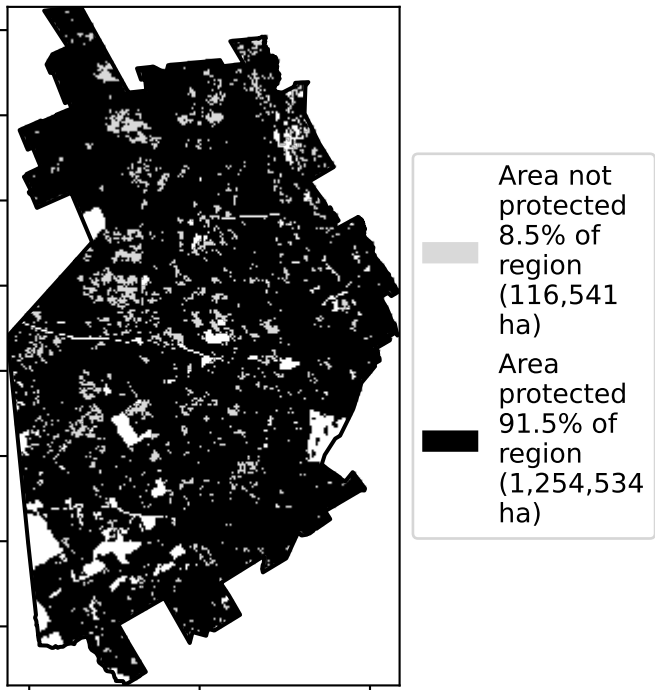 Area not
protected
8.5% of
region
(116,541
ha)
Area
protected
91.5% of
region
(1,254,534
ha)